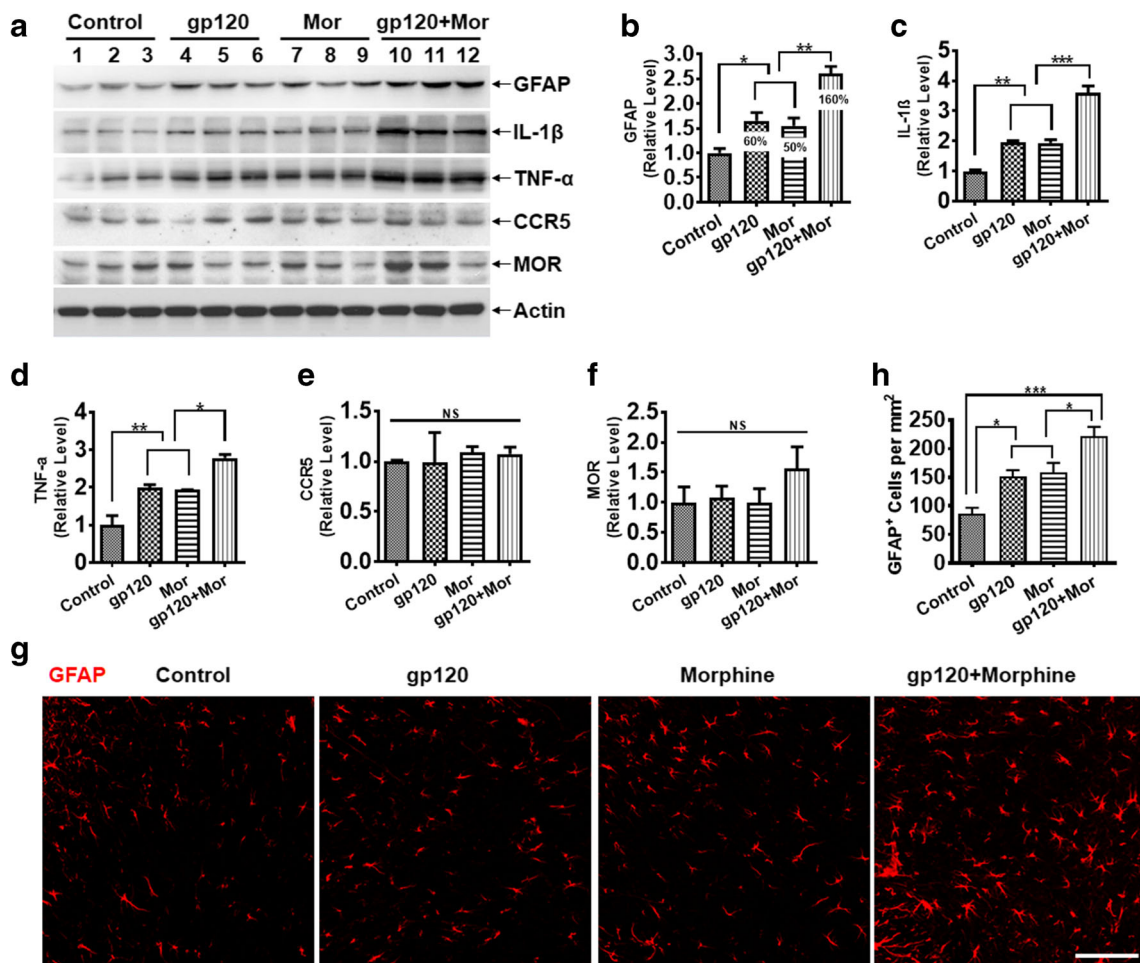 a
Control gp120 Mor gp120+Mor
1 2 3 4 5 6 7 8 9 10 11 12
GFAP
IL-1β
TNF-α
CCR5
MOR
Actin
b
GFAP
(Relative Level)
3.0
2.5
2.0
1.5
1.0
0.5
0.0
*
**
60%
50%
160%
Control
gp120
Mor
gp120+Mor
c
IL-1ß
(Relative Level)
5
4
3
2
1
0
**
***
Control
gp120
Mor
gp120+Mor
d
TNF-a
(Relative Level)
4
3
2
1
0
**
*
Control
gp120
Mor
gp120+Mor
e
CCR5
(Relative Level)
1.5
1.0
0.5
0.0
NS
Control
gp120
Mor
gp120+Mor
f
MOR
(Relative Level)
2.5
2.0
1.5
1.0
0.5
0.0
NS
Control
gp120
Mor
gp120+Mor
h
GFAP⁺ Cells per mm²
250
200
150
100
50
0
***
*
*
Control
gp120
Mor
gp120+Mor
g
GFAP Control gp120 Morphine gp120+Morphine